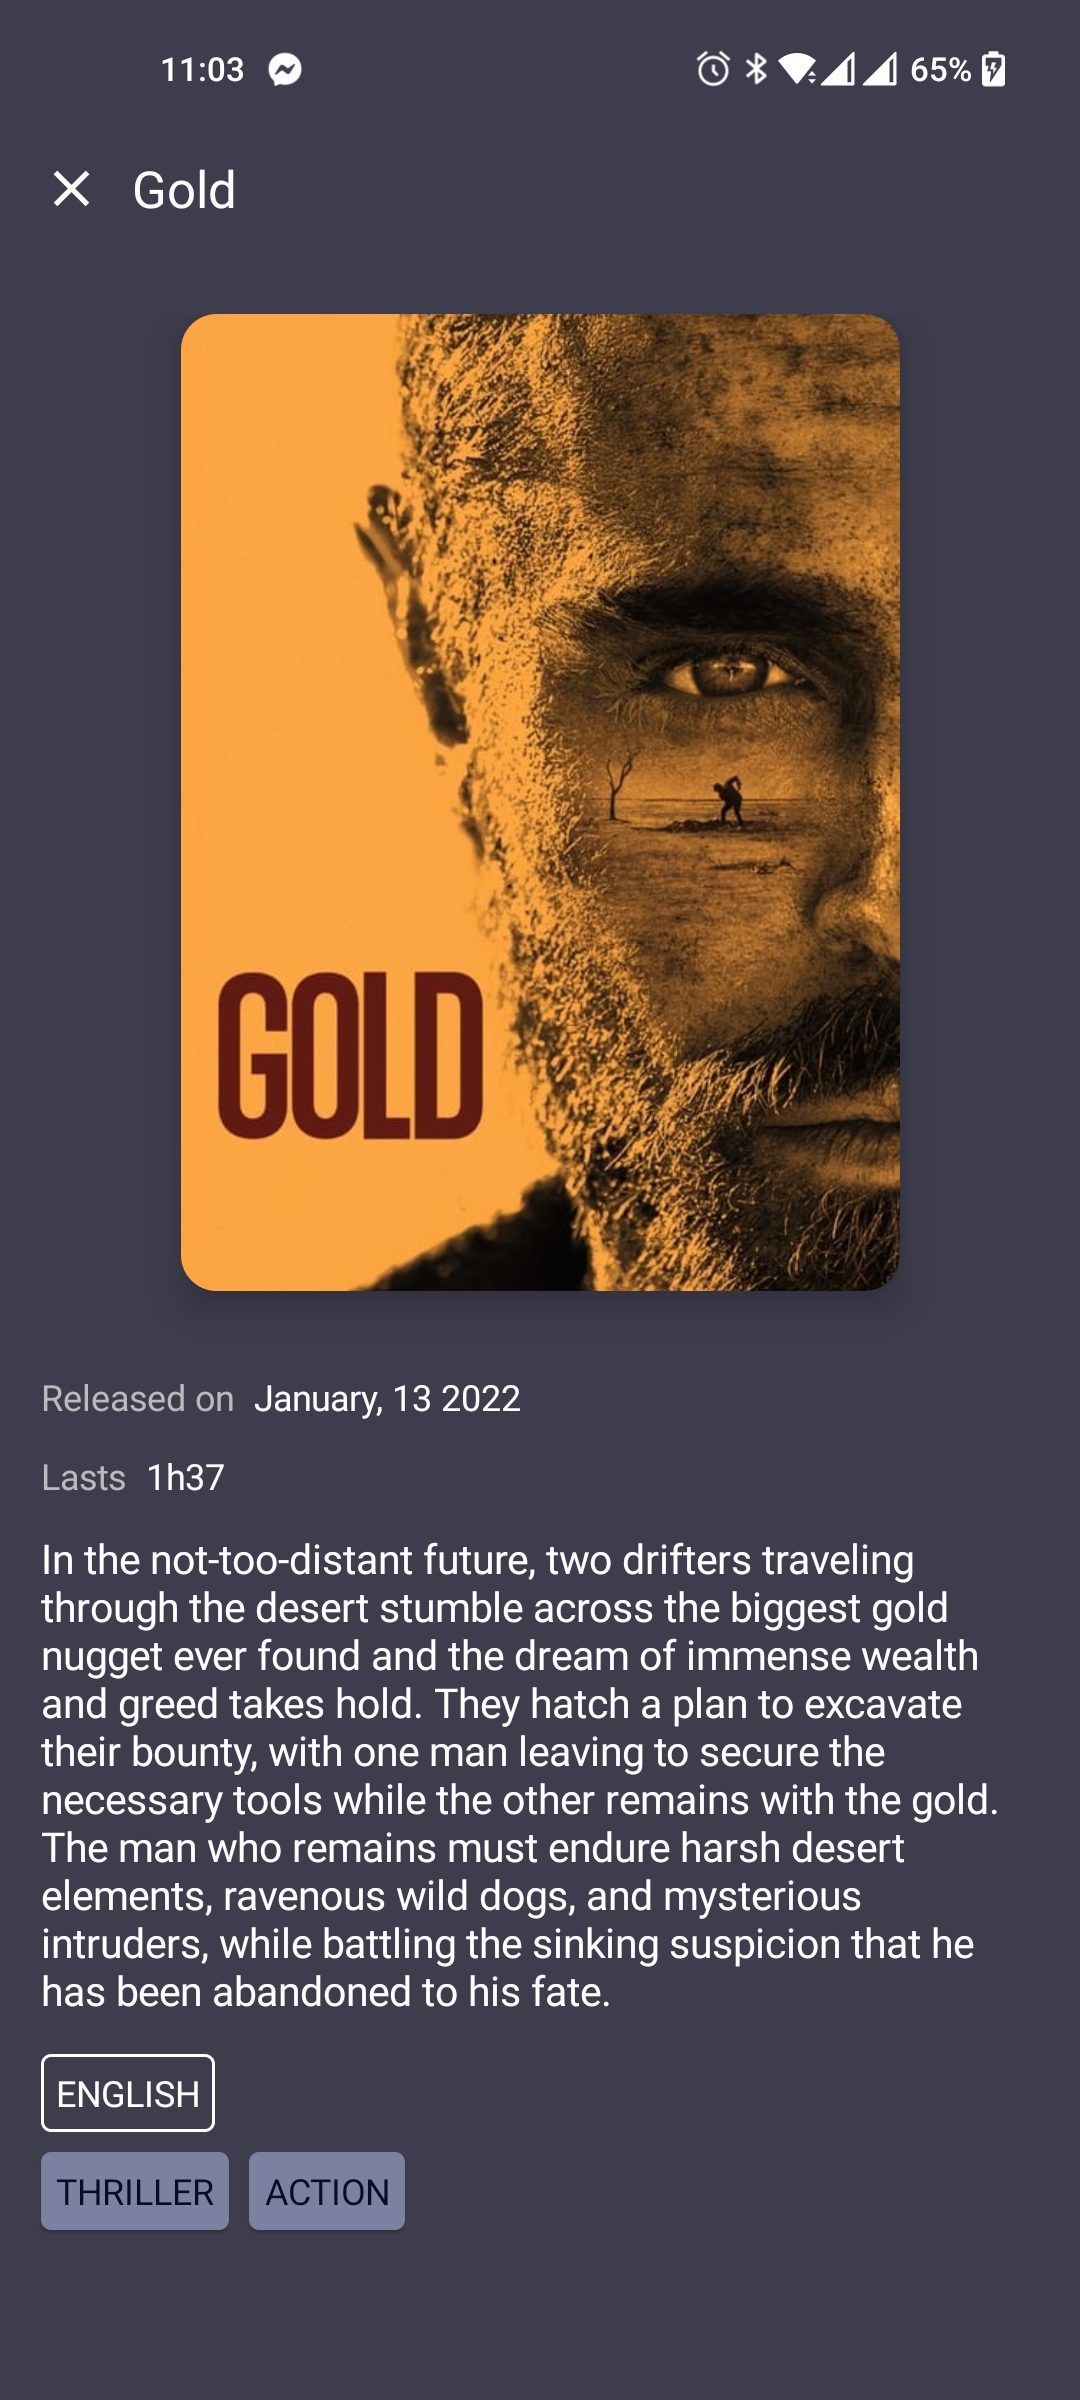 11:03
65%
Gold
GOLD
Released on January, 13 2022
Lasts 1h37
In the not-too-distant future, two drifters traveling
through the desert stumble across the biggest gold
nugget ever found and the dream of immense wealth
and greed takes hold. They hatch a plan to excavate
their bounty, with one man leaving to secure the
necessary tools while the other remains with the gold.
The man who remains must endure harsh desert
elements, ravenous wild dogs, and mysterious
intruders, while battling the sinking suspicion that he
has been abandoned to his fate.
ENGLISH
THRILLER ACTION